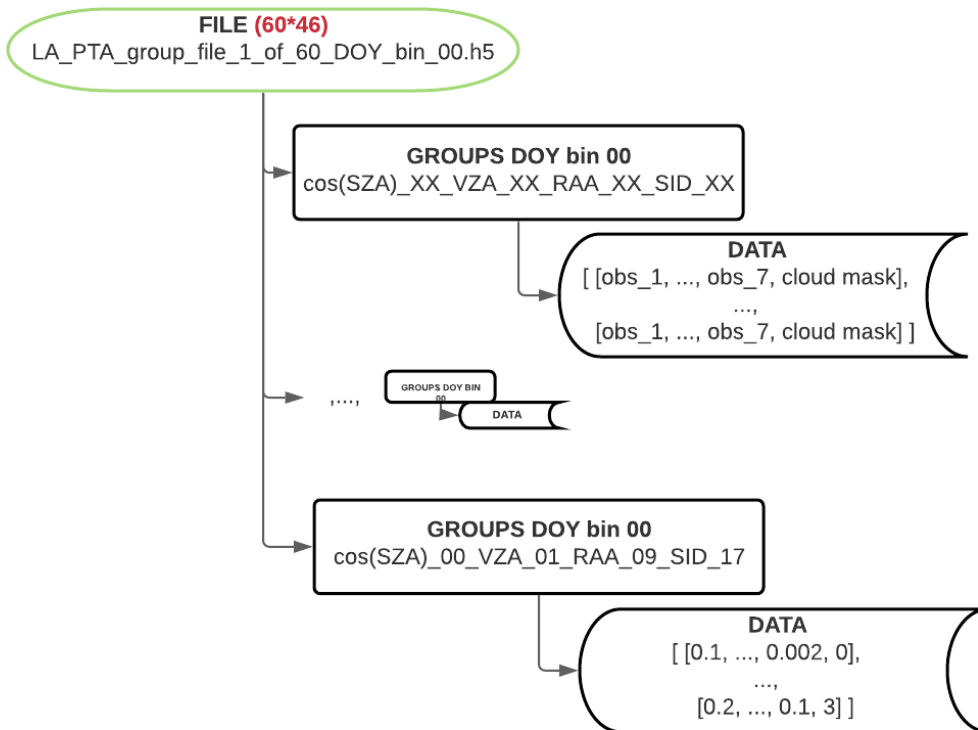 FILE (60*46)
LA_PTA_group_file_1_of_60_DOY_bin_00.h5
GROUPS DOY bin 00
cos(SZA)_XX_VZA_XX_RAA_XX_SID_XX
DATA
[ [obs_1, ..., obs_7, cloud mask],
...,
[obs_1, ..., obs_7, cloud mask] ]
,...,
GROUPS DOY BIN
00
DATA
GROUPS DOY bin 00
cos(SZA)_00_VZA_01_RAA_09_SID_17
DATA
[ [0.1, ..., 0.002, 0],
...,
[0.2, ..., 0.1, 3] ]